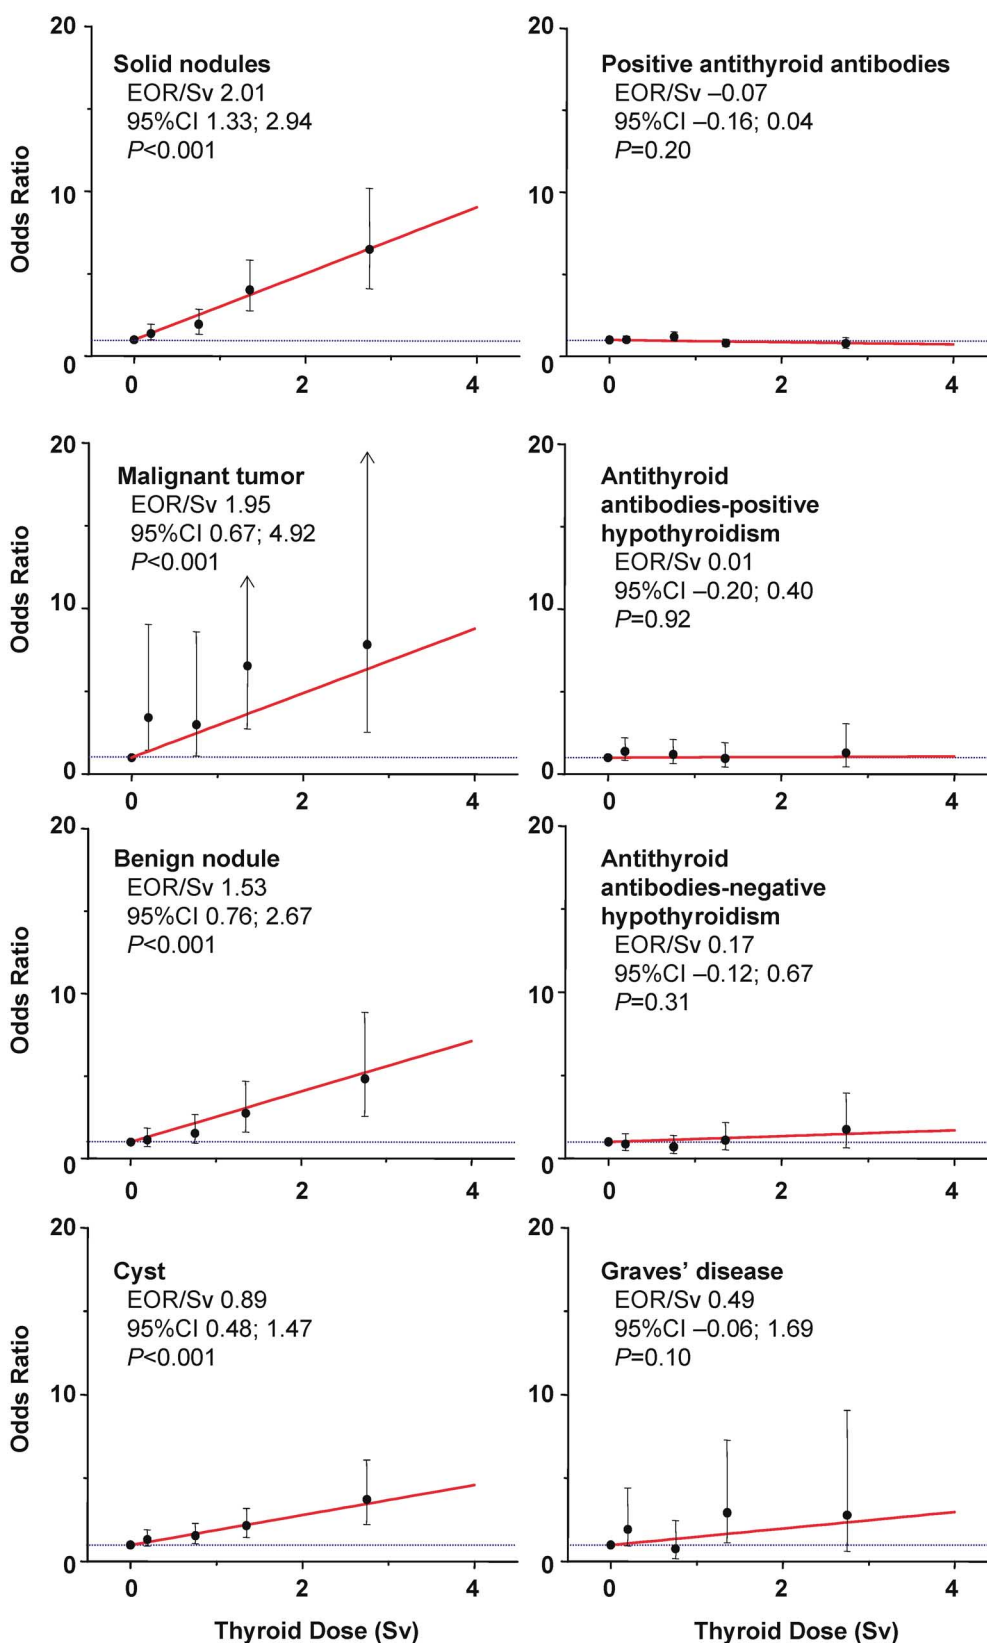 20
Solid nodules
EOR/Sv 2.01
95%CI 1.33; 2.94
P<0.001
10
Odds Ratio
0
0 2 4
20
Positive antithyroid antibodies
EOR/Sv –0.07
95%CI –0.16; 0.04
P=0.20
10
0
0 2 4
20
Malignant tumor
EOR/Sv 1.95
95%CI 0.67; 4.92
P<0.001
10
Odds Ratio
0
0 2 4
20
Antithyroid
antibodies-positive
hypothyroidism
EOR/Sv 0.01
95%CI –0.20; 0.40
P=0.92
10
0
0 2 4
20
Benign nodule
EOR/Sv 1.53
95%CI 0.76; 2.67
P<0.001
10
Odds Ratio
0
0 2 4
20
Antithyroid
antibodies-negative
hypothyroidism
EOR/Sv 0.17
95%CI –0.12; 0.67
P=0.31
10
0
0 2 4
20
Cyst
EOR/Sv 0.89
95%CI 0.48; 1.47
P<0.001
10
Odds Ratio
0
0 2 4
Thyroid Dose (Sv)
20
Graves’ disease
EOR/Sv 0.49
95%CI –0.06; 1.69
P=0.10
10
0
0 2 4
Thyroid Dose (Sv)